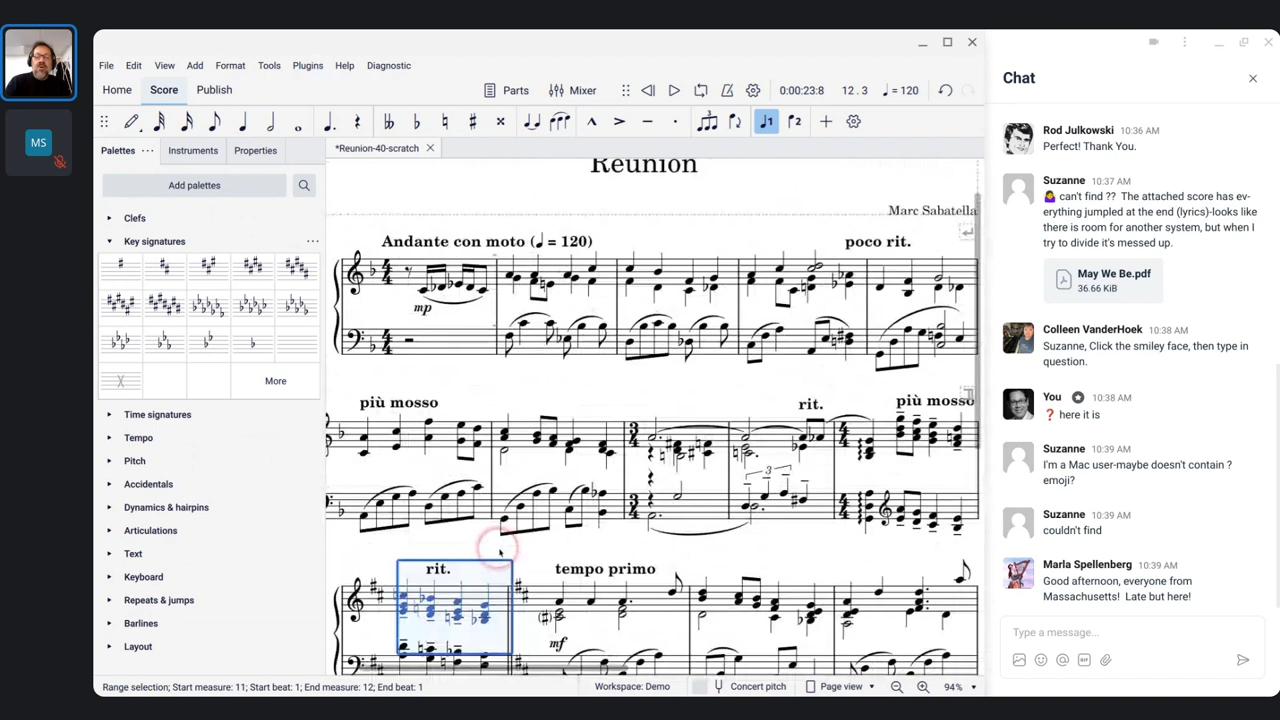 File Edit View Add Format Tools Plugins Help Diagnostic
Home Score Publish Parts Mixer 0:00:23:8 12 . 3 = 120
Palettes Instruments Properties *Reunion-40-scratch
Add palettes
Clefs
Key signatures
More
Time signatures
Tempo
Pitch
Accidentals
Dynamics & hairpins
Articulations
Text
Keyboard
Repeats & jumps
Barlines
Layout
Reunion
Marc Sabatella
Andante con moto (♩ = 120) poco rit.
mp
più mosso rit. più mosso
3
rit. tempo primo
mf
Range selection; Start measure: 11; Start beat: 1; End measure: 12; End beat: 1 Workspace: Demo Concert pitch Page view 94%
MS
Chat
Rod Julkowski 10:36 AM
Perfect! Thank You.
Suzanne 10:37 AM
🤷‍♀️ can't find ?? The attached score has ev-
erything jumped at the end (lyrics)-looks like
there is room for another system, but when I
try to divide it's messed up.
May We Be.pdf
36.66 KiB
Colleen VanderHoek 10:38 AM
Suzanne, Click the smiley face, then type in
question.
You 10:38 AM
❓ here it is
Suzanne 10:39 AM
I'm a Mac user-maybe doesn't contain ?
emoji?
Suzanne 10:39 AM
couldn't find
Marla Spellenberg 10:39 AM
Good afternoon, everyone from
Massachusetts! Late but here!
Type a message...